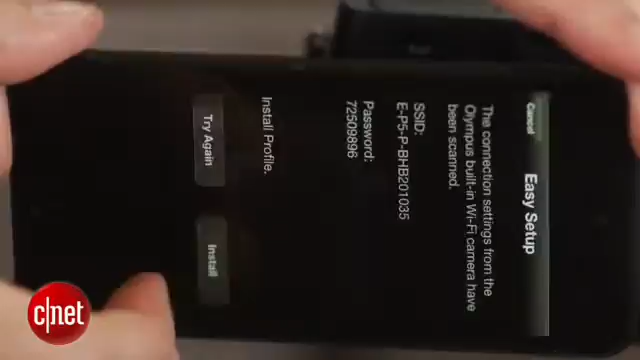 Cancel
Easy Setup
The connection settings from the
Olympus built-in Wi-Fi camera have
been scanned.
SSID:
E-P5-P-BHB201035
Password:
72509896
Install Profile.
Try Again
Install
c|net